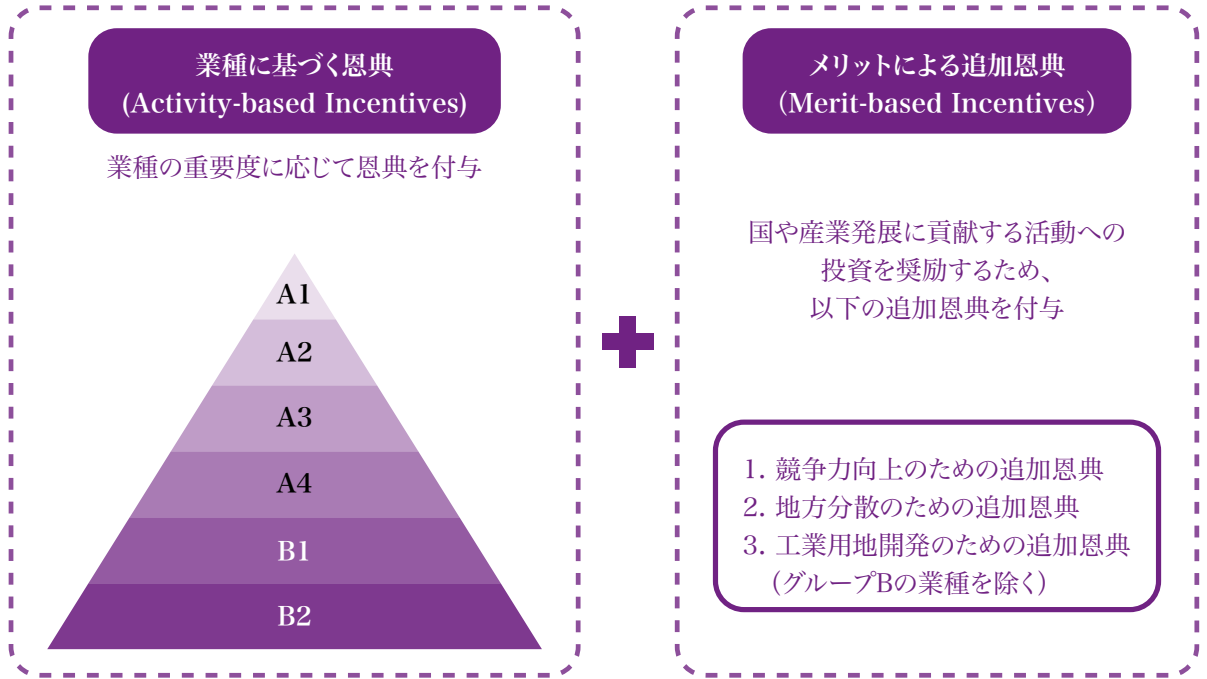 業種に基づく恩典
(Activity-based Incentives)
業種の重要度に応じて恩典を付与
A1
A2
A3
A4
B1
B2
メリットによる追加恩典
（Merit-based Incentives）
国や産業発展に貢献する活動への
投資を奨励するため、
以下の追加恩典を付与
1. 競争力向上のための追加恩典
2. 地方分散のための追加恩典
3. 工業用地開発のための追加恩典
（グループBの業種を除く）